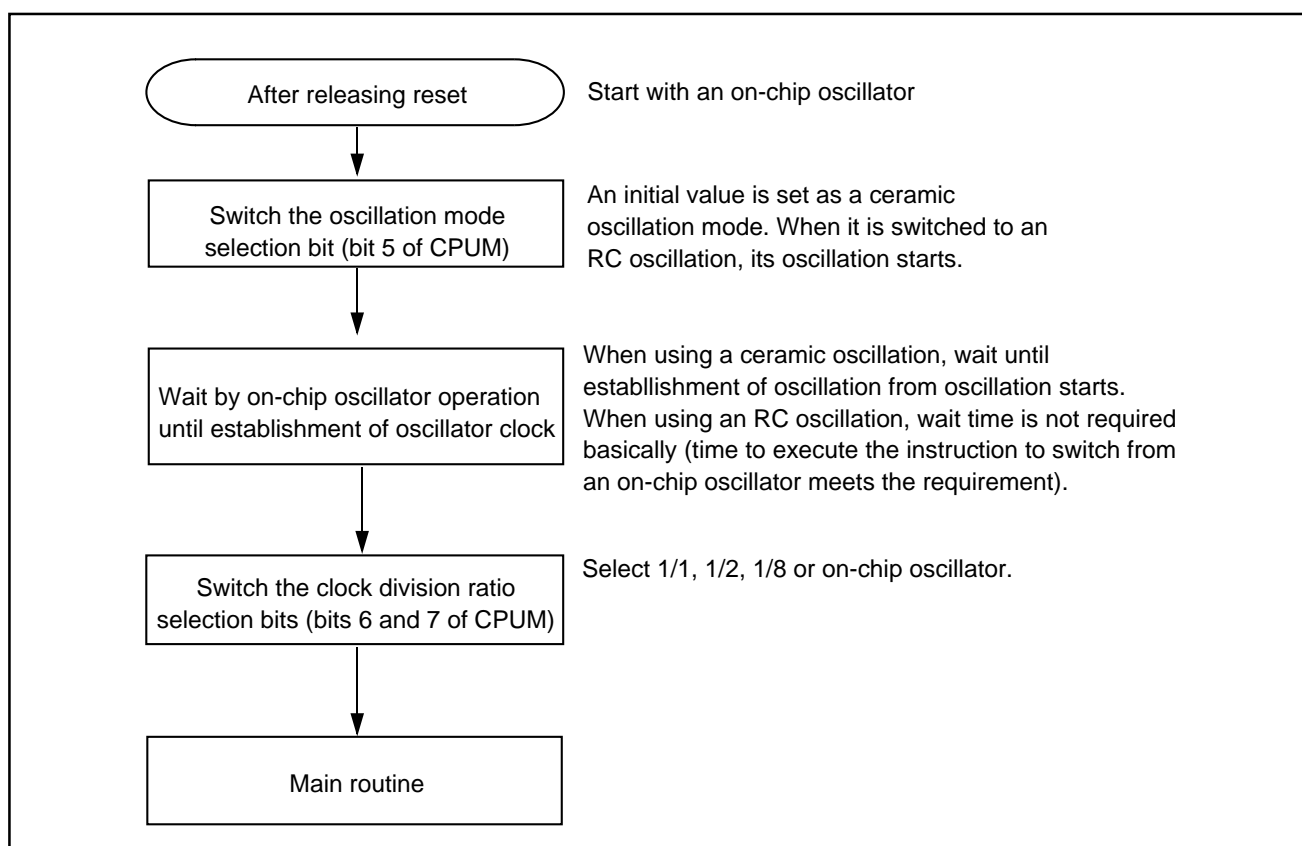 After releasing reset
Start with an on-chip oscillator
Switch the oscillation mode
selection bit (bit 5 of CPUM)
An initial value is set as a ceramic
oscillation mode. When it is switched to an
RC oscillation, its oscillation starts.
Wait by on-chip oscillator operation
until establishment of oscillator clock
When using a ceramic oscillation, wait until
establlishment of oscillation from oscillation starts.
When using an RC oscillation, wait time is not required
basically (time to execute the instruction to switch from
an on-chip oscillator meets the requirement).
Switch the clock division ratio
selection bits (bits 6 and 7 of CPUM)
Select 1/1, 1/2, 1/8 or on-chip oscillator.
Main routine